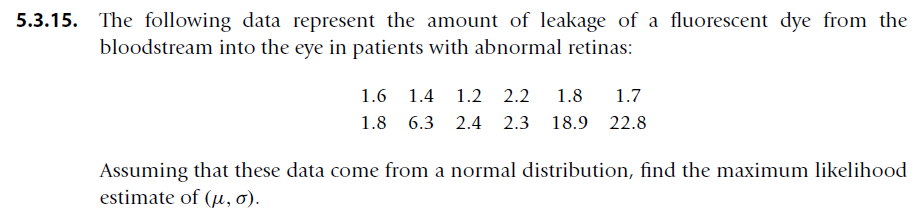 5.3.15. The following data represent the amount of leakage of a fluorescent dye from the
bloodstream into the eye in patients with abnormal retinas:
1.6 1.4 1.2 2.2 1.8 1.7
1.8 6.3 2.4 2.3 18.9 22.8
Assuming that these data come from a normal distribution, find the maximum likelihood
estimate of (μ, σ).